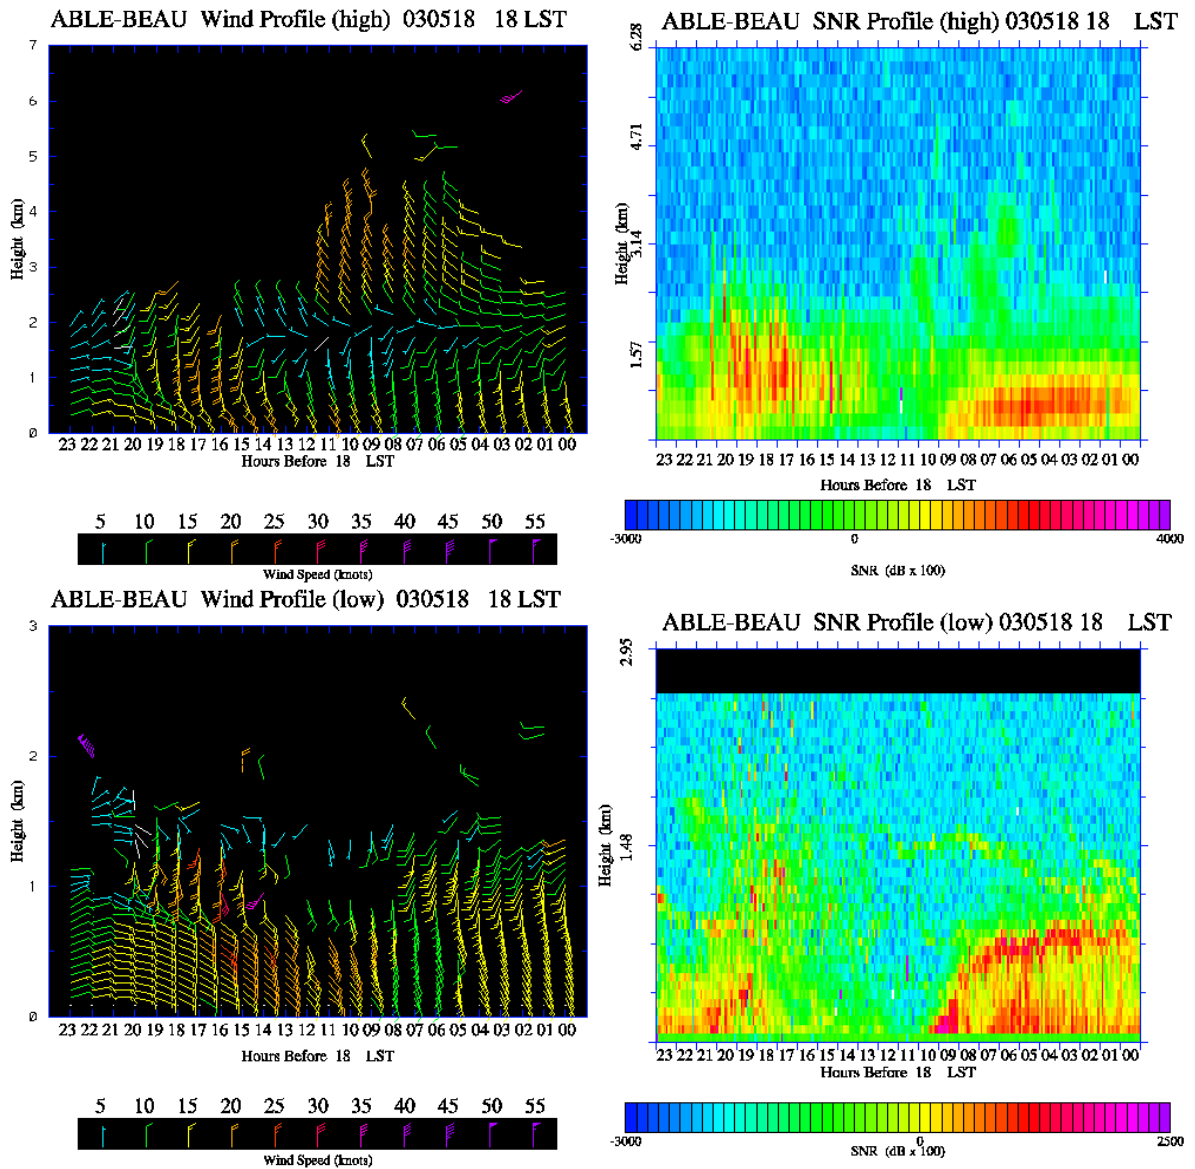 ABLE-BEAU Wind Profile (high) 030518 18 LST
7
6
5
4
3
2
1
0
Height (km)
23 22 21 20 19 18 17 16 15 14 13 12 11 10 09 08 07 06 05 04 03 02 01 00
Hours Before 18 LST
5 10 15 20 25 30 35 40 45 50 55
Wind Speed (knots)
ABLE-BEAU SNR Profile (high) 030518 18 LST
6.28
4.71
3.14
1.57
Height (km)
23 22 21 20 19 18 17 16 15 14 13 12 11 10 09 08 07 06 05 04 03 02 01 00
Hours Before 18 LST
-3000 0 4000
SNR (dB x 100)
ABLE-BEAU Wind Profile (low) 030518 18 LST
3
2
1
0
Height (km)
23 22 21 20 19 18 17 16 15 14 13 12 11 10 09 08 07 06 05 04 03 02 01 00
Hours Before 18 LST
5 10 15 20 25 30 35 40 45 50 55
Wind Speed (knots)
ABLE-BEAU SNR Profile (low) 030518 18 LST
2.95
1.48
Height (km)
23 22 21 20 19 18 17 16 15 14 13 12 11 10 09 08 07 06 05 04 03 02 01 00
Hours Before 18 LST
-3000 0 2500
SNR (dB x 100)